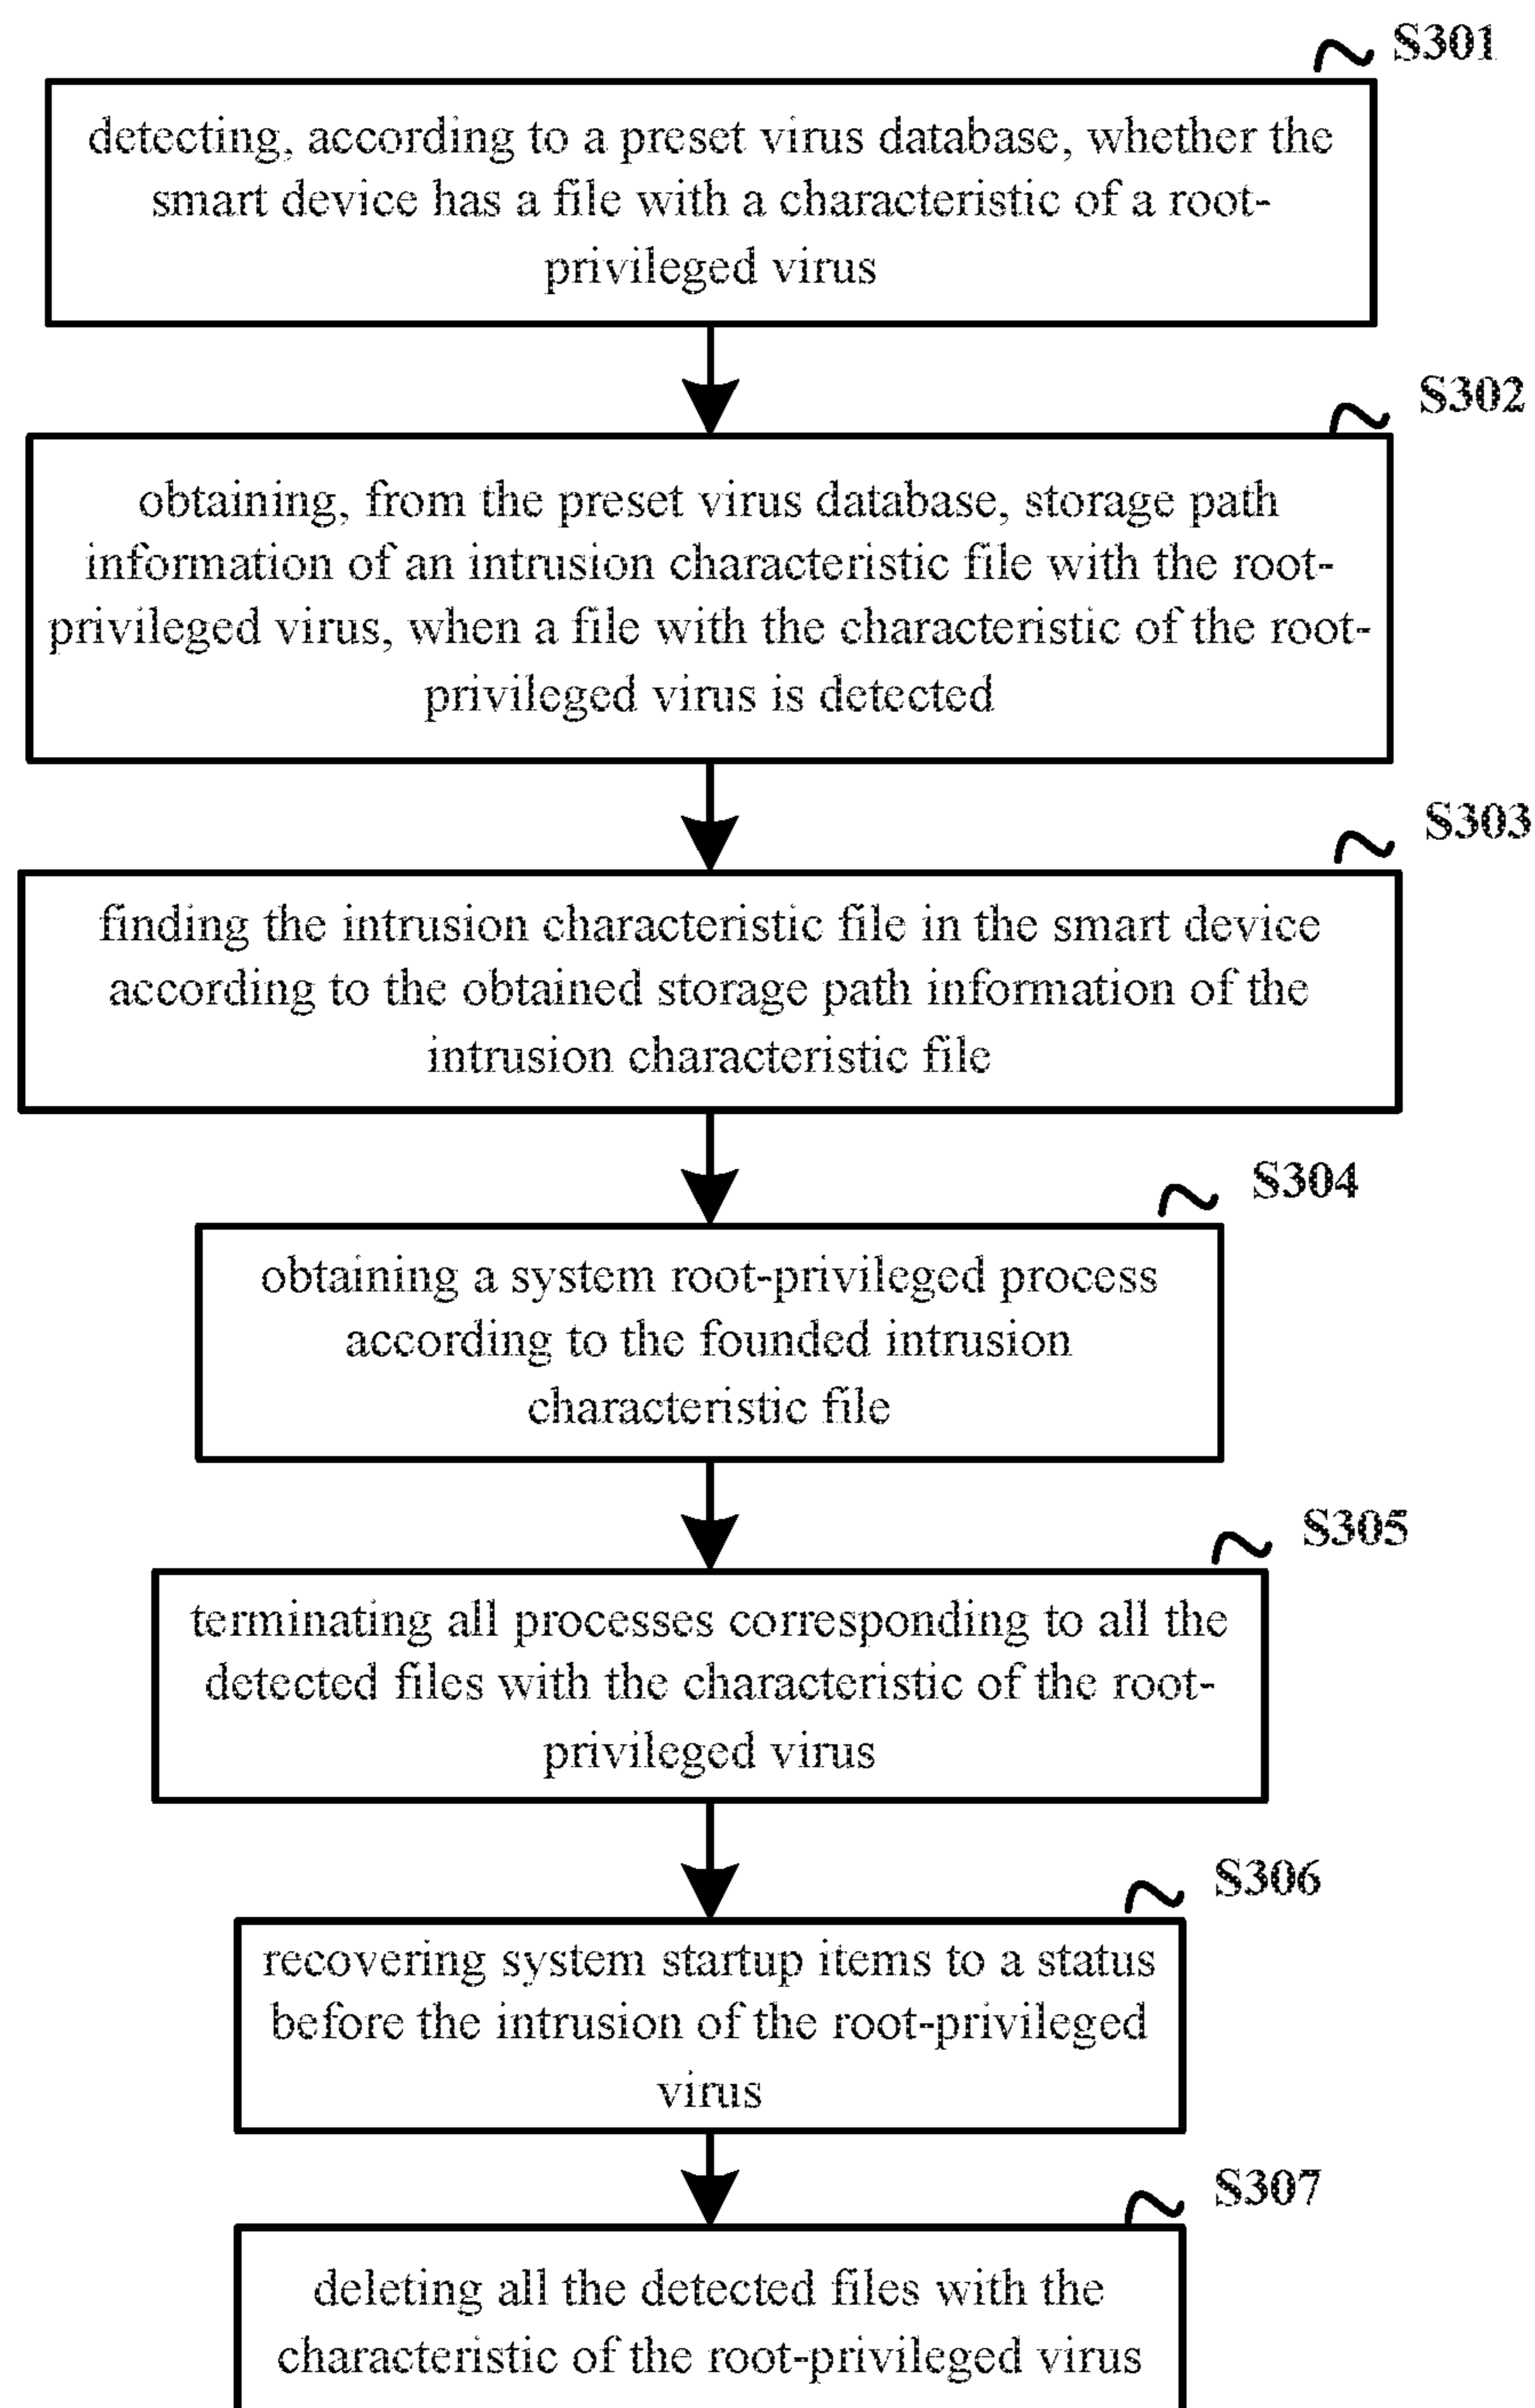 S301
detecting, according to a preset virus database, whether the
smart device has a file with a characteristic of a root-
privileged virus
S302
obtaining, from the preset virus database, storage path
information of an intrusion characteristic file with the root-
privileged virus, when a file with the characteristic of the root-
privileged virus is detected
S303
finding the intrusion characteristic file in the smart device
according to the obtained storage path information of the
intrusion characteristic file
S304
obtaining a system root-privileged process
according to the founded intrusion
characteristic file
S305
terminating all processes corresponding to all the
detected files with the characteristic of the root-
privileged virus
S306
recovering system startup items to a status
before the intrusion of the root-privileged
virus
S307
deleting all the detected files with the
characteristic of the root-privileged virus